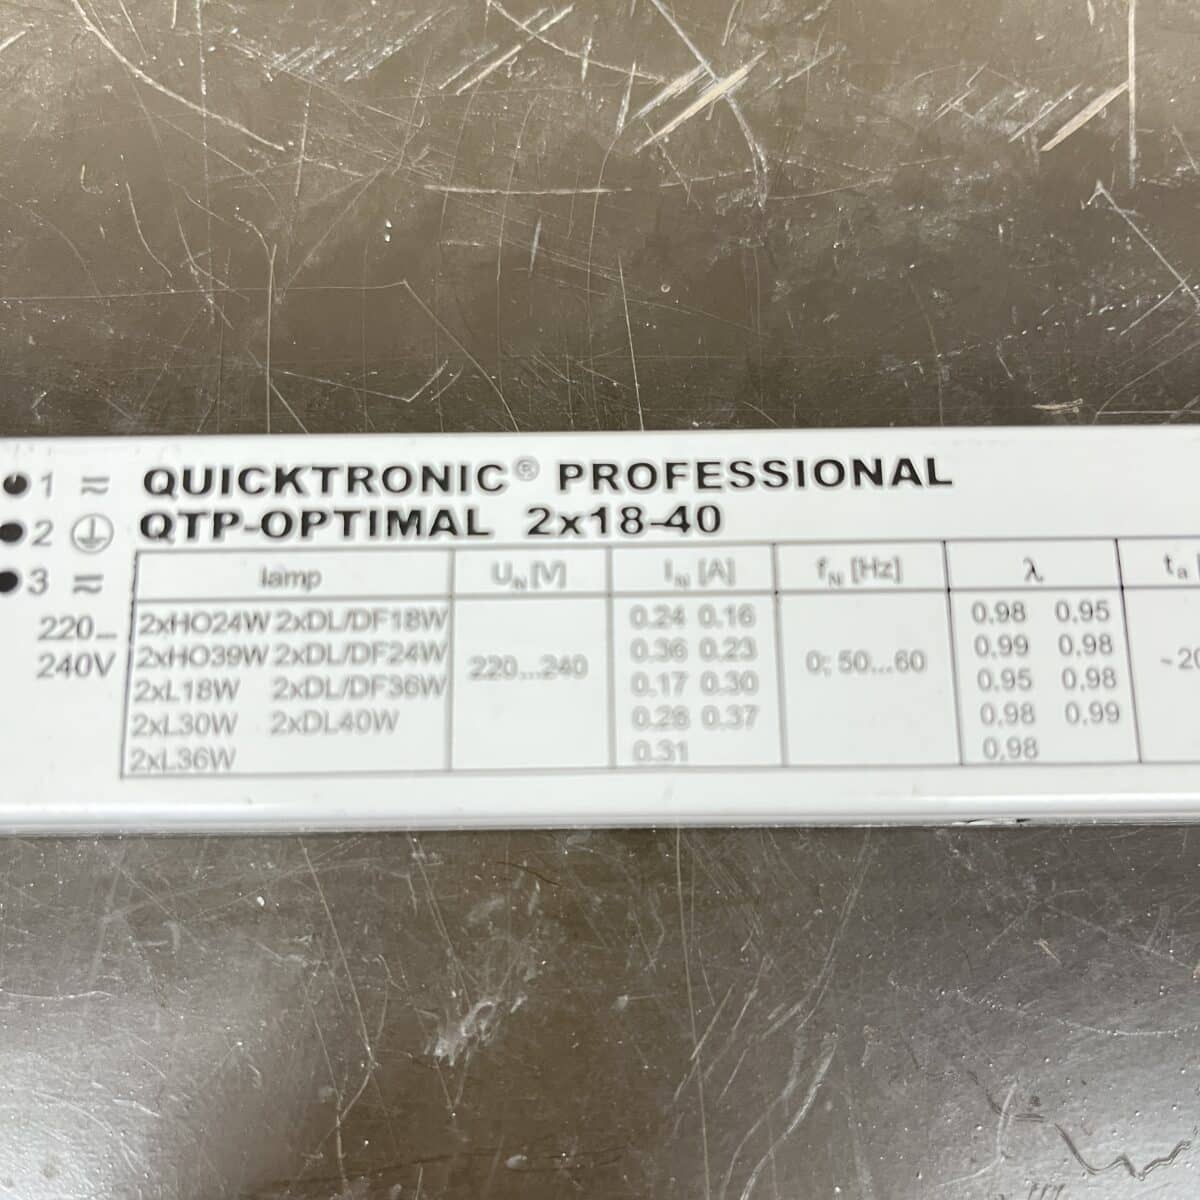 1 QUICKTRONIC® PROFESSIONAL
2 QTP-OPTIMAL 2x18-40
3 lamp U_N [V] I_N [A] f_N [Hz] λ t_a [
220– 2xHO24W 2xDL/DF18W 0.24 0.16 0.98 0.95
240V 2xHO39W 2xDL/DF24W 220...240 0.36 0.23 0; 50...60 0.99 0.98 ~20
2xL18W 2xDL/DF36W 0.17 0.30 0.95 0.98
2xL30W 2xDL40W 0.26 0.37 0.98 0.99
2xL36W 0.31 0.98